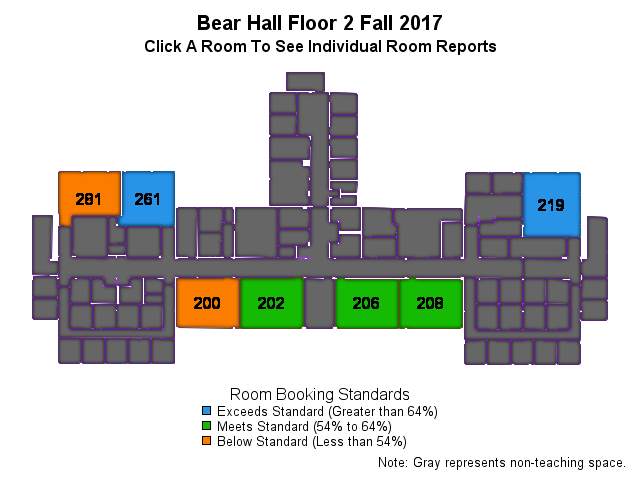 Bear Hall Floor 2 Fall 2017
Click A Room To See Individual Room Reports
281 261 219
200 202 206 208
Room Booking Standards
Exceeds Standard (Greater than 64%)
Meets Standard (54% to 64%)
Below Standard (Less than 54%)
Note: Gray represents non-teaching space.